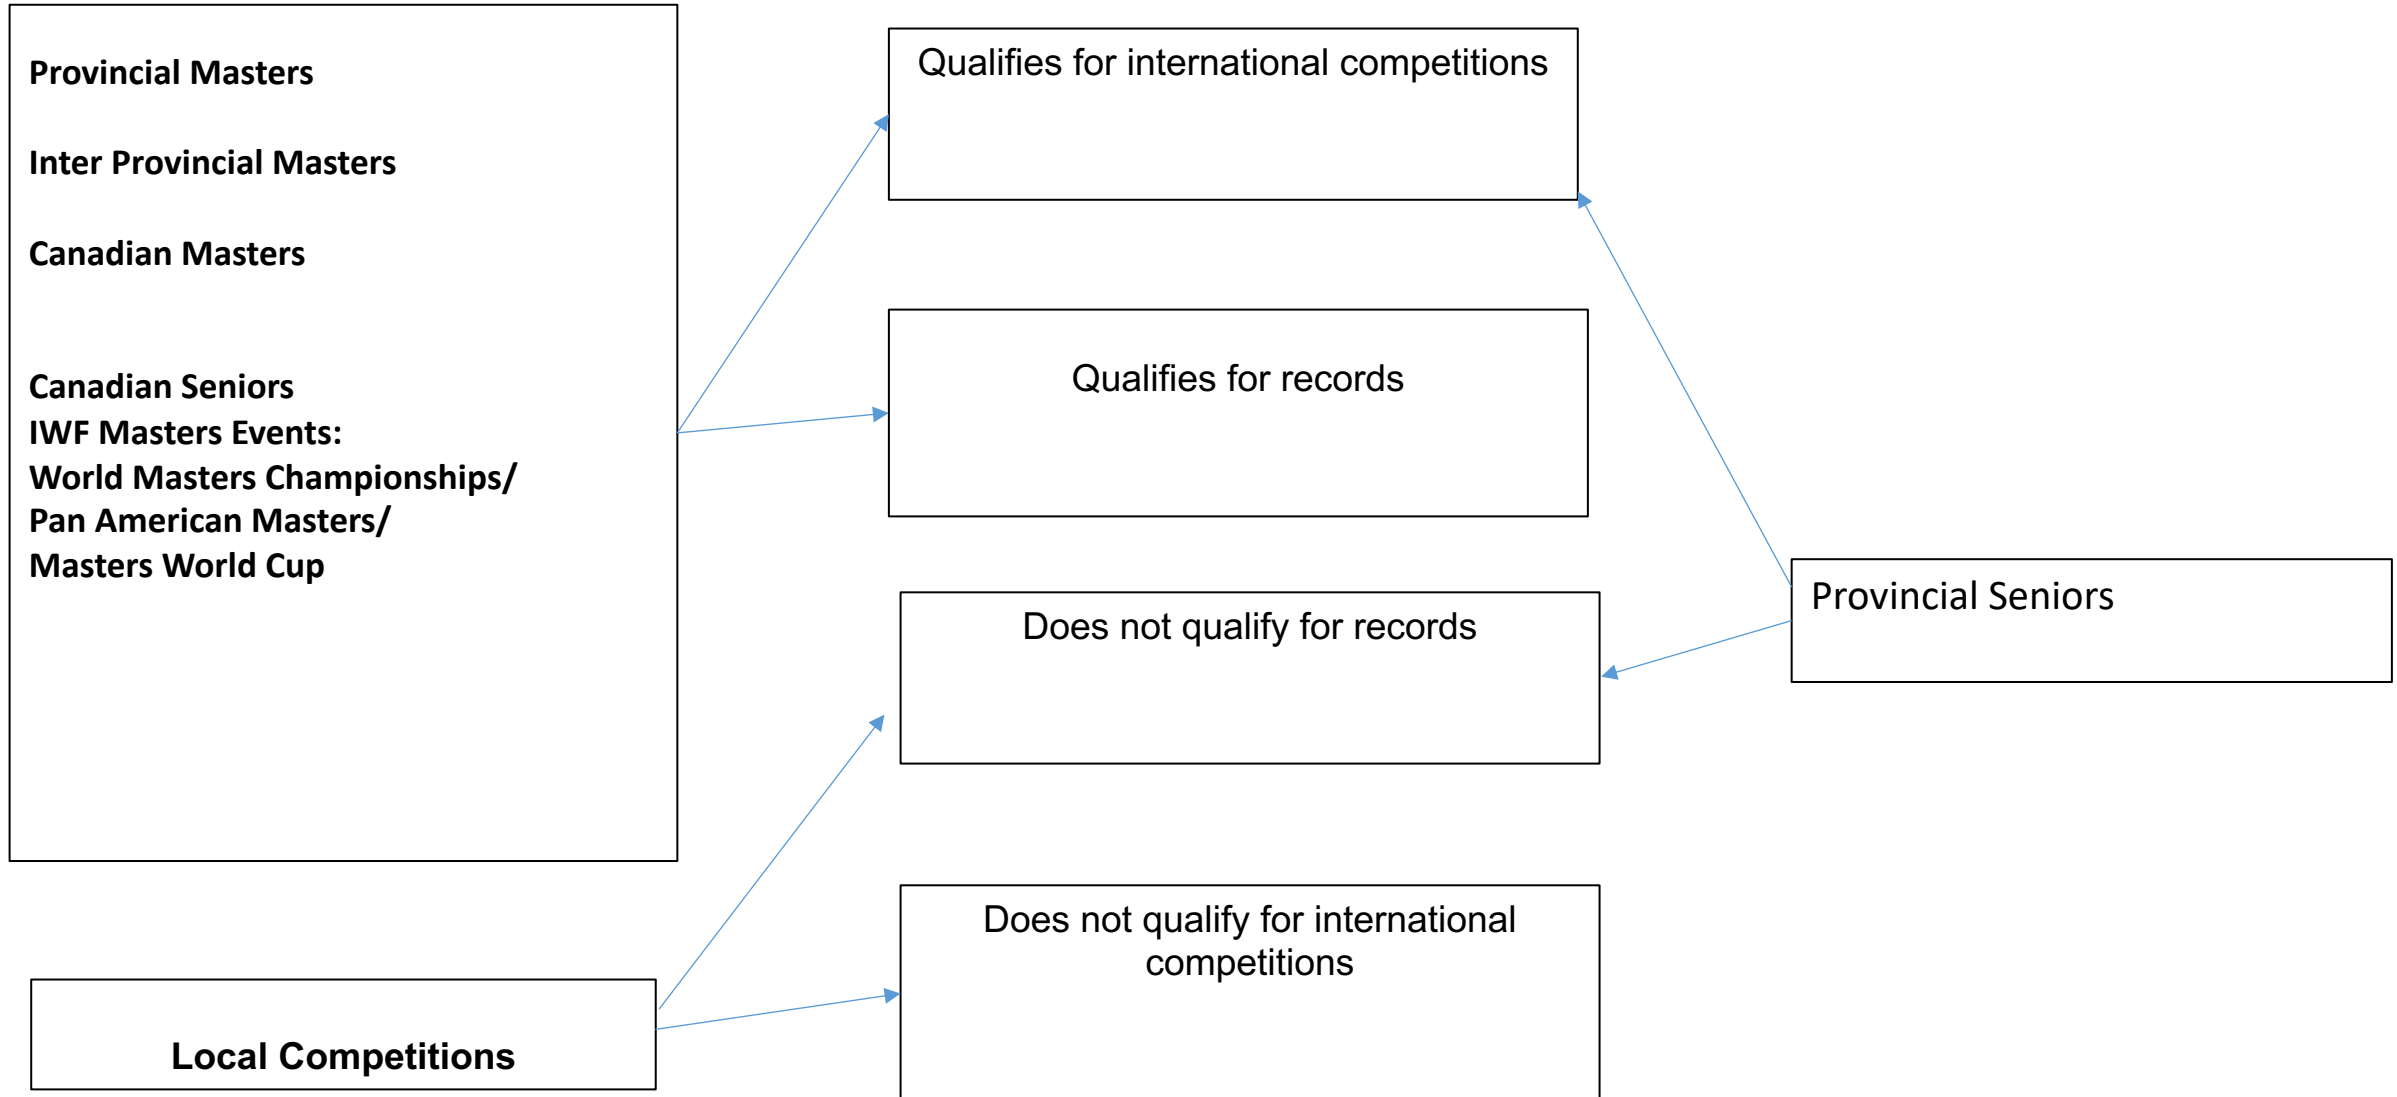 Provincial Masters
Inter Provincial Masters
Canadian Masters
Canadian Seniors
IWF Masters Events:
World Masters Championships/
Pan American Masters/
Masters World Cup
Local Competitions
Qualifies for international competitions
Qualifies for records
Does not qualify for records
Does not qualify for international
competitions
Provincial Seniors